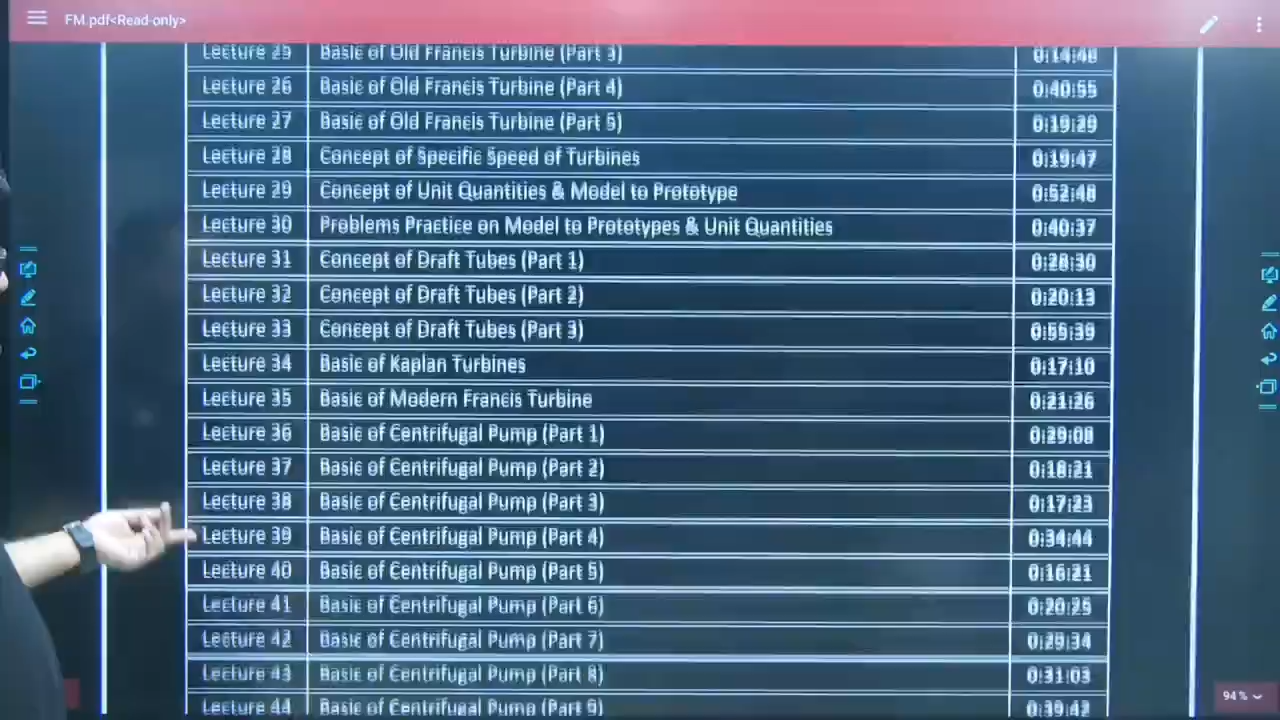 FM.pdf<Read-only>
Lecture 25 Basic of Old Francis Turbine (Part 3) 0:14:48
Lecture 26 Basic of Old Francis Turbine (Part 4) 0:40:55
Lecture 27 Basic of Old Francis Turbine (Part 5) 0:19:29
Lecture 28 Concept of Specific Speed of Turbines 0:19:47
Lecture 29 Concept of Unit Quantities & Model to Prototype 0:52:48
Lecture 30 Problems Practice on Model to Prototypes & Unit Quantities 0:40:37
Lecture 31 Concept of Draft Tubes (Part 1) 0:28:30
Lecture 32 Concept of Draft Tubes (Part 2) 0:20:13
Lecture 33 Concept of Draft Tubes (Part 3) 0:55:39
Lecture 34 Basic of Kaplan Turbines 0:17:10
Lecture 35 Basic of Modern Francis Turbine 0:21:26
Lecture 36 Basic of Centrifugal Pump (Part 1) 0:29:08
Lecture 37 Basic of Centrifugal Pump (Part 2) 0:18:21
Lecture 38 Basic of Centrifugal Pump (Part 3) 0:17:23
Lecture 39 Basic of Centrifugal Pump (Part 4) 0:34:44
Lecture 40 Basic of Centrifugal Pump (Part 5) 0:16:21
Lecture 41 Basic of Centrifugal Pump (Part 6) 0:20:25
Lecture 42 Basic of Centrifugal Pump (Part 7) 0:29:34
Lecture 43 Basic of Centrifugal Pump (Part 8) 0:31:03
Lecture 44 Basic of Centrifugal Pump (Part 9) 0:39:42
94%